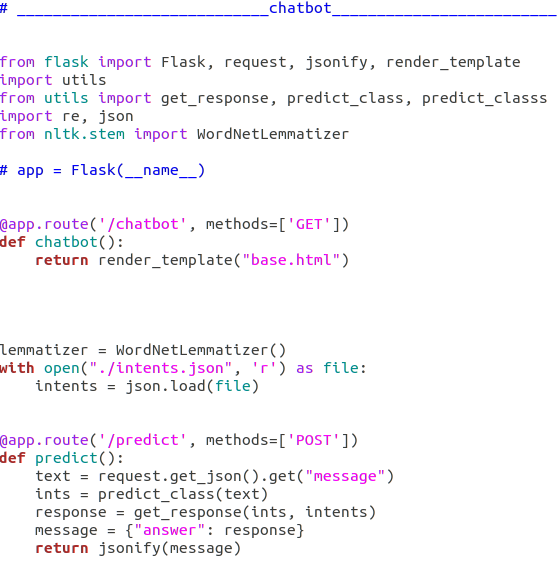 # ____________________________chatbot_________________________
from flask import Flask, request, jsonify, render_template
import utils
from utils import get_response, predict_class, predict_classs
import re, json
from nltk.stem import WordNetLemmatizer
# app = Flask(__name__)
@app.route('/chatbot', methods=['GET'])
def chatbot():
    return render_template("base.html")
lemmatizer = WordNetLemmatizer()
with open("./intents.json", 'r') as file:
    intents = json.load(file)
@app.route('/predict', methods=['POST'])
def predict():
    text = request.get_json().get("message")
    ints = predict_class(text)
    response = get_response(ints, intents)
    message = {"answer": response}
    return jsonify(message)